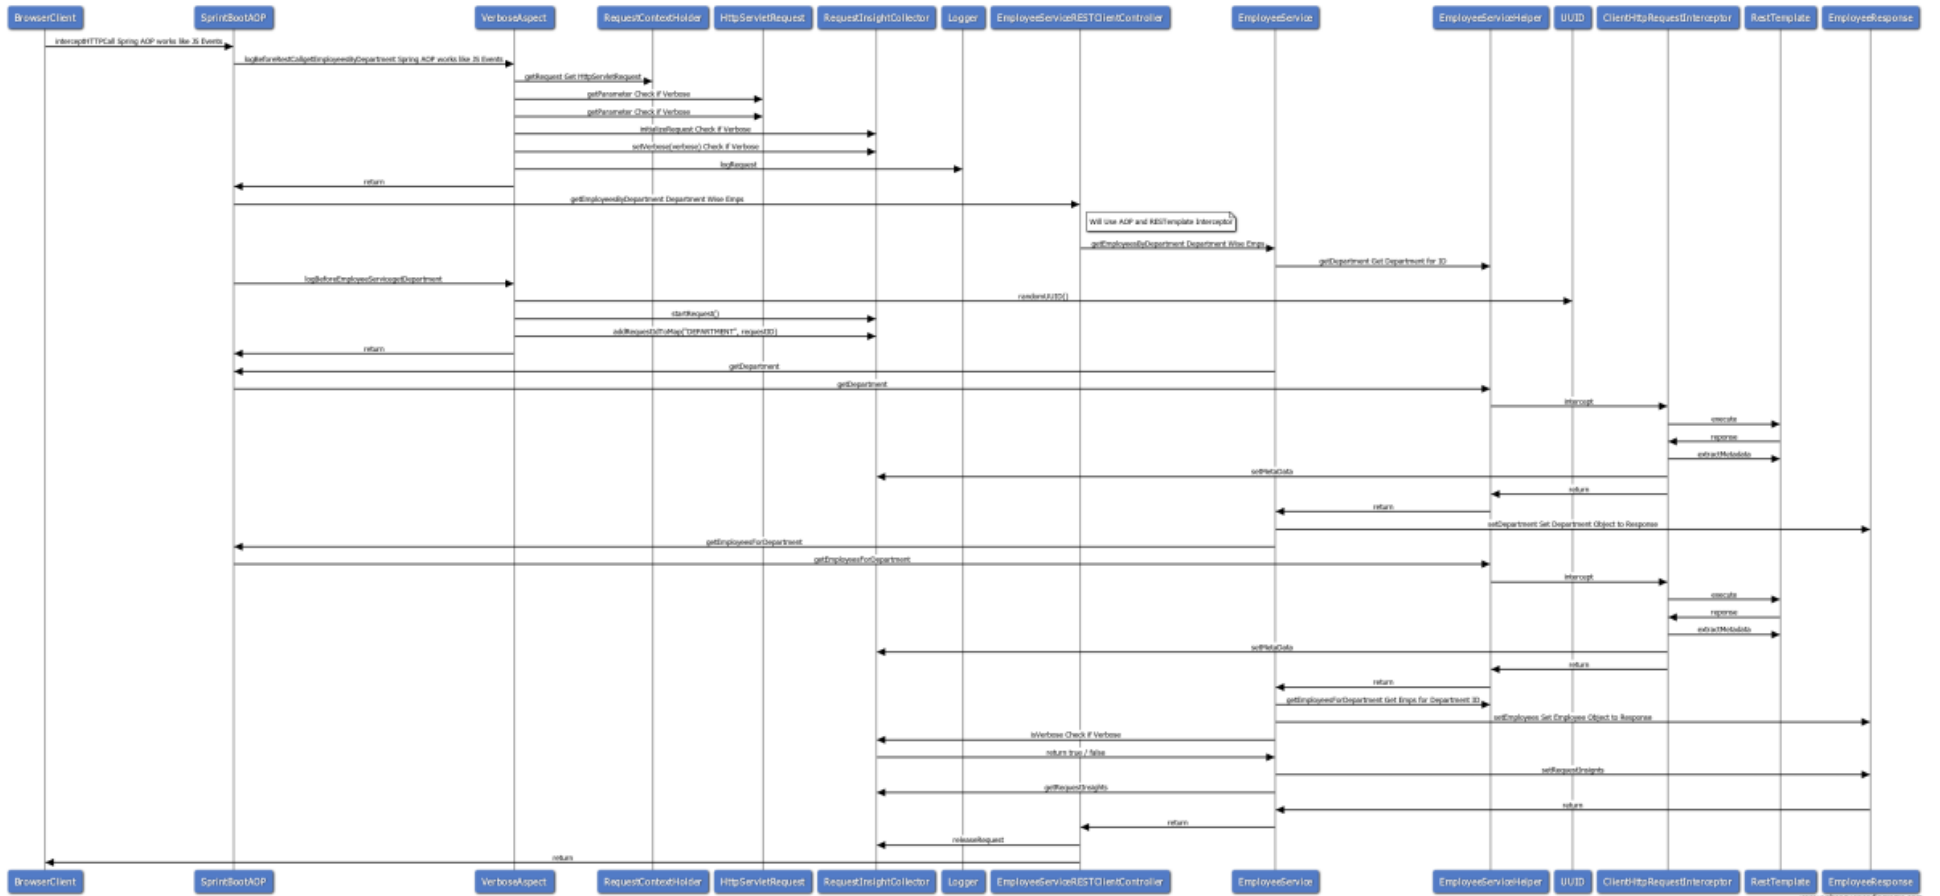 BrowserClient SprintBootAOP VerboseAspect RequestContextHolder HttpServletRequest RequestInsightCollector Logger EmployeeServiceRESTClientController EmployeeService EmployeeServiceHelper UUID ClientHttpRequestInterceptor RestTemplate EmployeeResponse
interceptHTTPCall Spring AOP works like JS Events
logBeforeRestCallgetEmployeesByDepartment Spring AOP works like JS Events
getRequest Get HttpServletRequest
getParameter Check if Verbose
getParameter Check if Verbose
initializeRequest Check if Verbose
setVerbose(verbose) Check if Verbose
logRequest
return
getEmployeesByDepartment Department Wise Emps
Will Use AOP and RESTemplate Interceptor
getEmployeesByDepartment Department Wise Emps
getDepartment Get Department for ID
logBeforeEmployeeServicegetDepartment
randomUUID()
startRequest()
addRequestIdToMap("DEPARTMENT", requestID)
return
getDepartment
getDepartment
intercept
execute
reponse
extractMetadata
setMetaData
return
return
setDepartment Set Department Object to Response
getEmployeesForDepartment
getEmployeesForDepartment
intercept
execute
reponse
extractMetadata
setMetaData
return
return
getEmployeesForDepartment Get Emps for Department ID
setEmployees Set Employee Object to Response
isVerbose Check if Verbose
return true / false
setRequestInsignts
getRequestInsights
return
return
releaseRequest
return
BrowserClient SprintBootAOP VerboseAspect RequestContextHolder HttpServletRequest RequestInsightCollector Logger EmployeeServiceRESTClientController EmployeeService EmployeeServiceHelper UUID ClientHttpRequestInterceptor RestTemplate EmployeeResponse